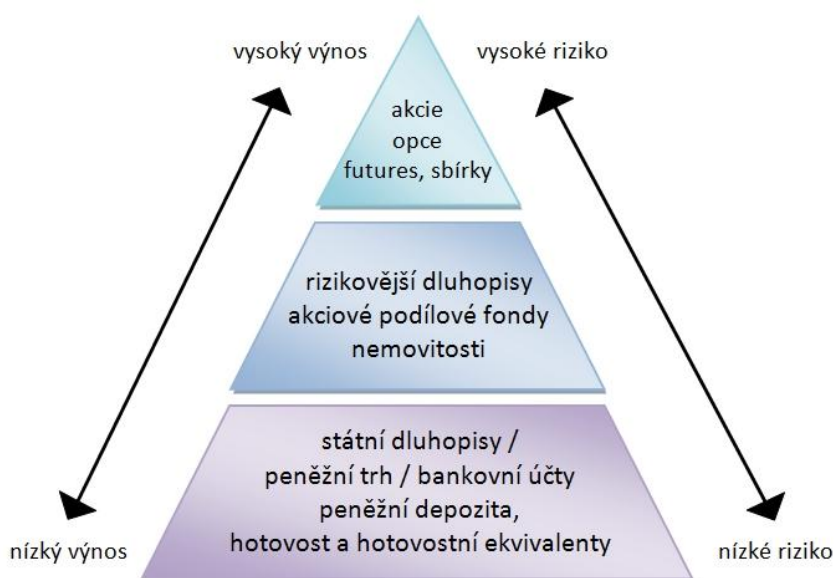 vysoký výnos
vysoké riziko
akcie
opce
futures, sbírky
rizikovější dluhopisy
akciové podílové fondy
nemovitosti
státní dluhopisy /
peněžní trh / bankovní účty
peněžní depozita,
hotovost a hotovostní ekvivalenty
nízký výnos
nízké riziko